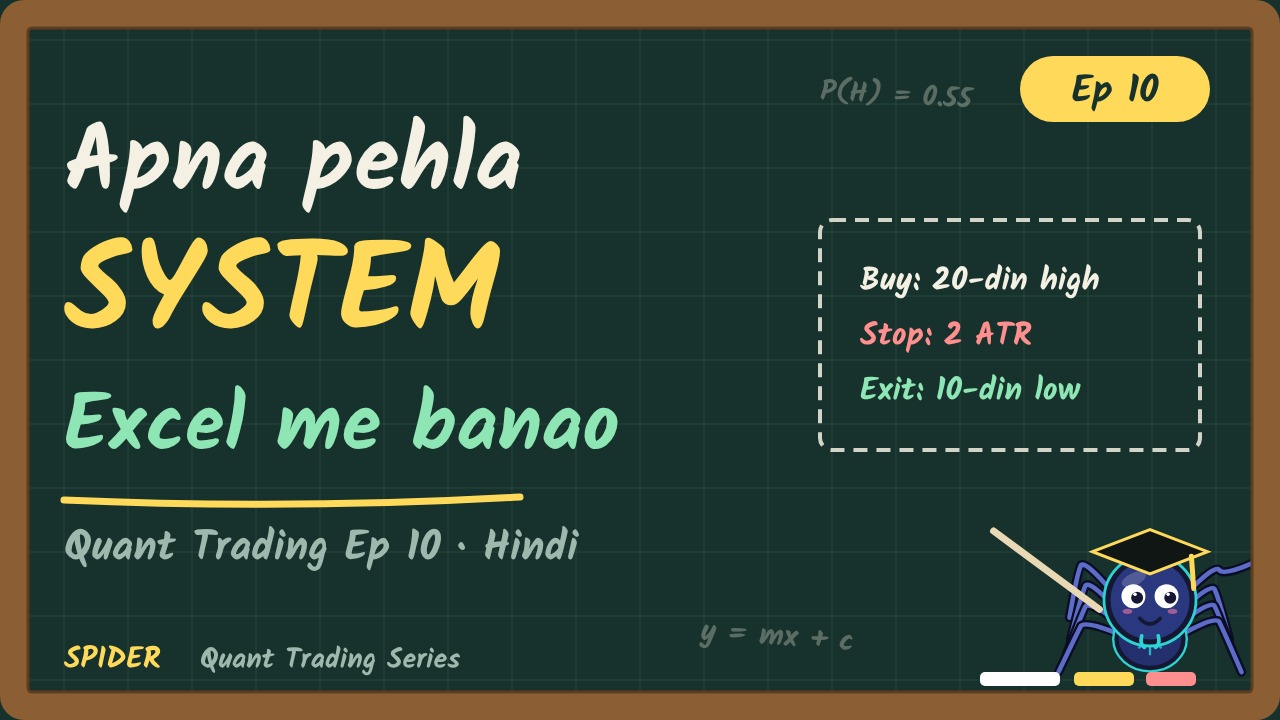 P(H) = 0.55
Ep 10
Apna pehla
SYSTEM
Excel me banao
Buy: 20-din high
Stop: 2 ATR
Exit: 10-din low
Quant Trading Ep 10 · Hindi
y = mx + c
SPIDER Quant Trading Series